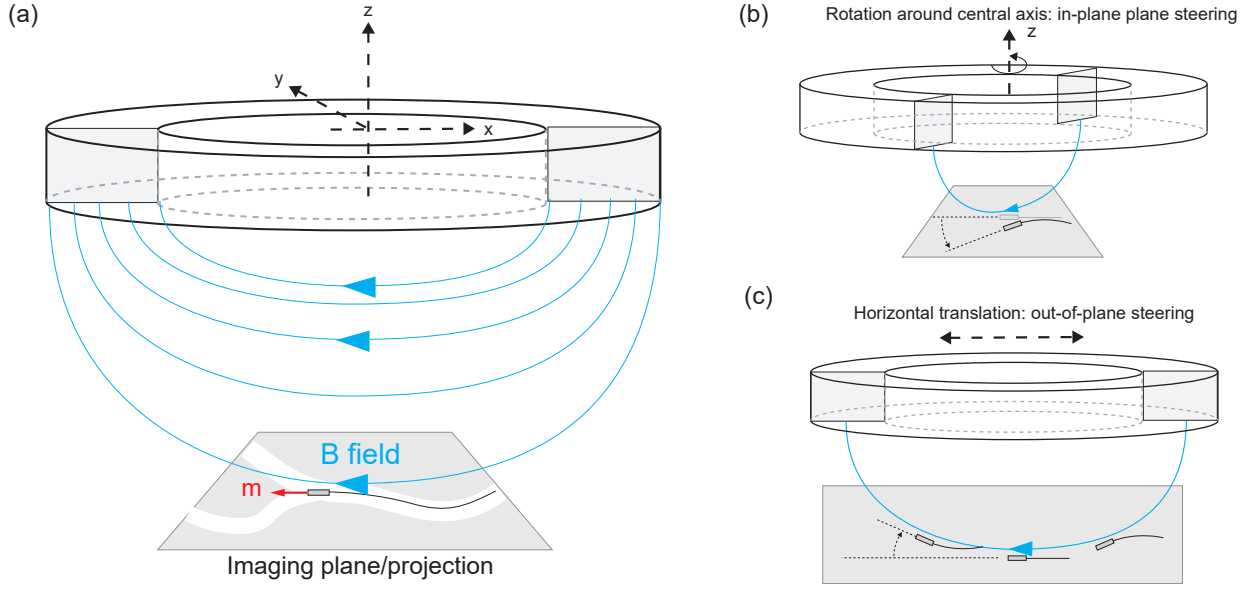 (a)
z
y
x
B field
m
Imaging plane/projection
(b)
Rotation around central axis: in-plane plane steering
z
(c)
Horizontal translation: out-of-plane steering